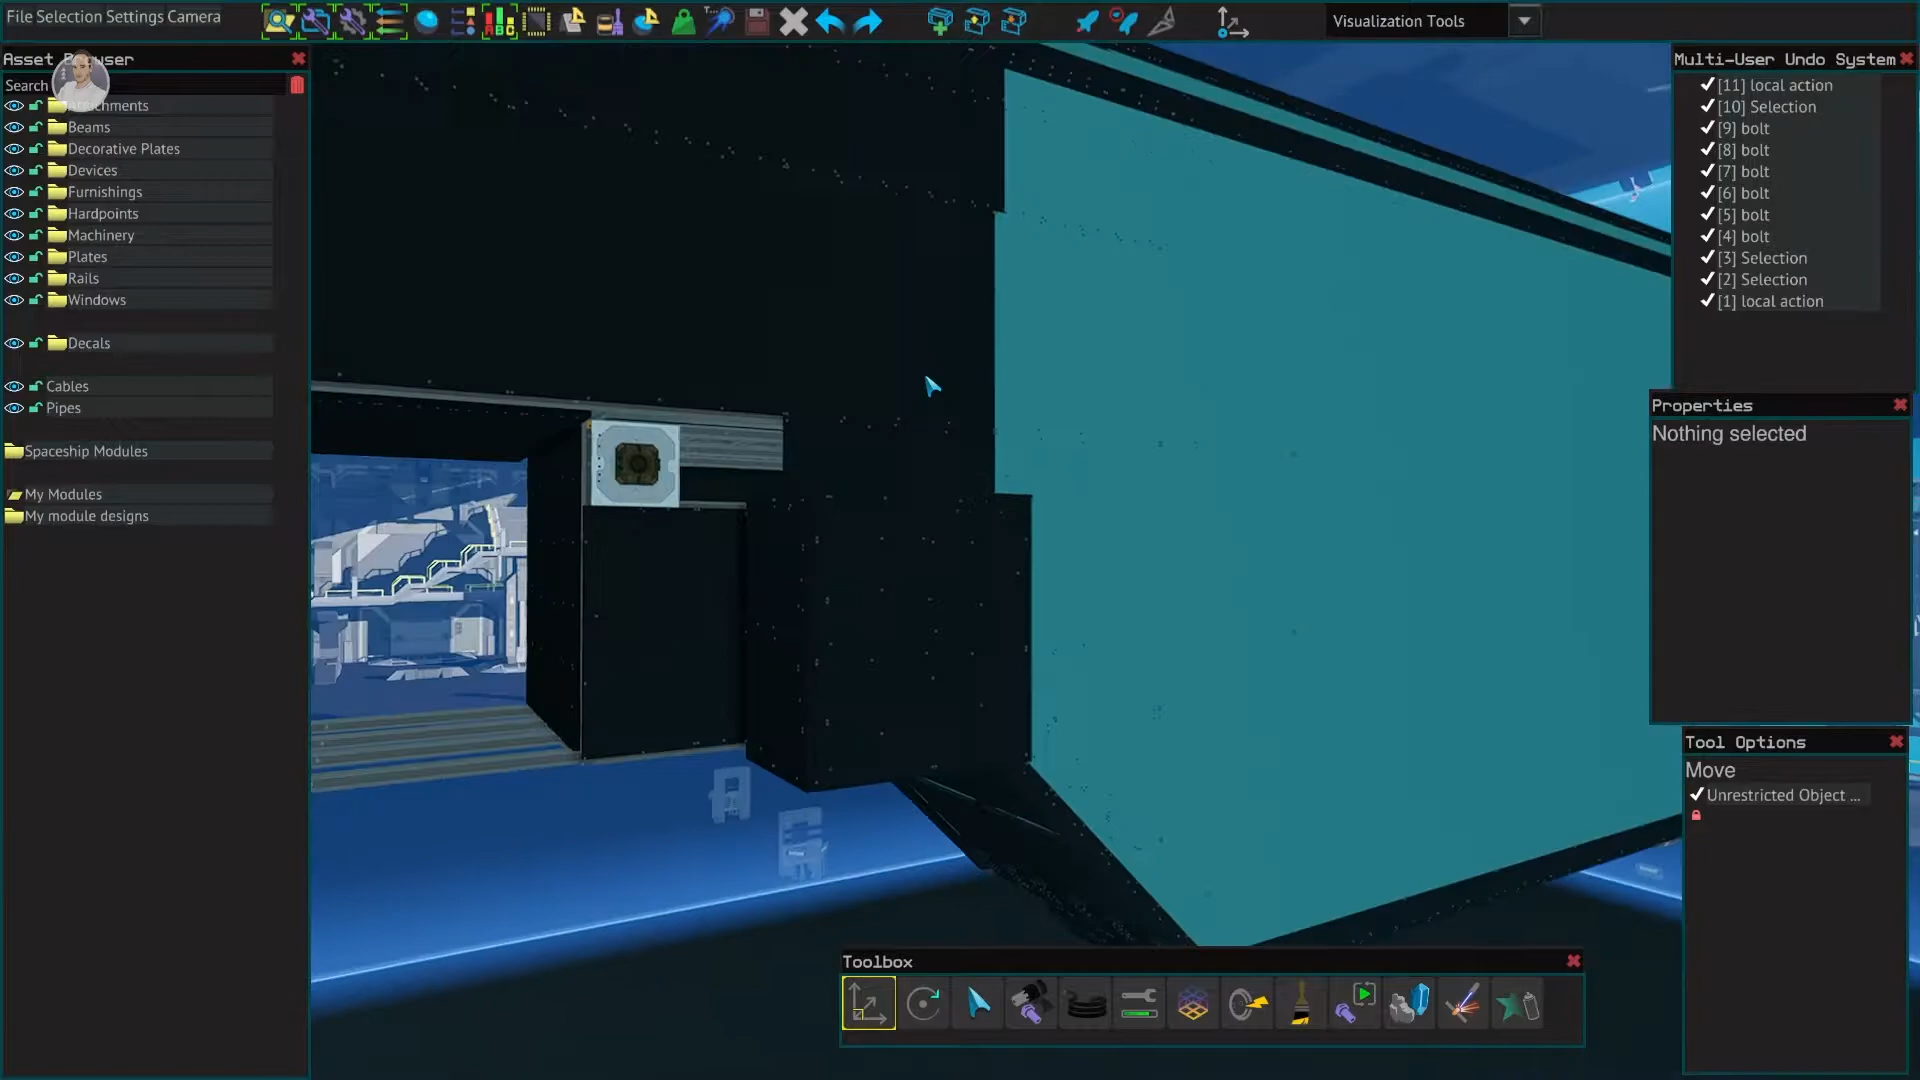 File Selection Settings Camera
Visualization Tools
Asset
Search
Beams
Decorative Plates
Devices
Furnishings
Hardpoints
Machinery
Plates
Rails
Windows
Decals
Cables
Pipes
Spaceship Modules
My Modules
My module designs
Multi-User Undo System
[11] local action
[10] Selection
[9] bolt
[8] bolt
[7] bolt
[6] bolt
[5] bolt
[4] bolt
[3] Selection
[2] Selection
[1] local action
Properties
Nothing selected
Tool Options
Move
Unrestricted Object ...
Toolbox